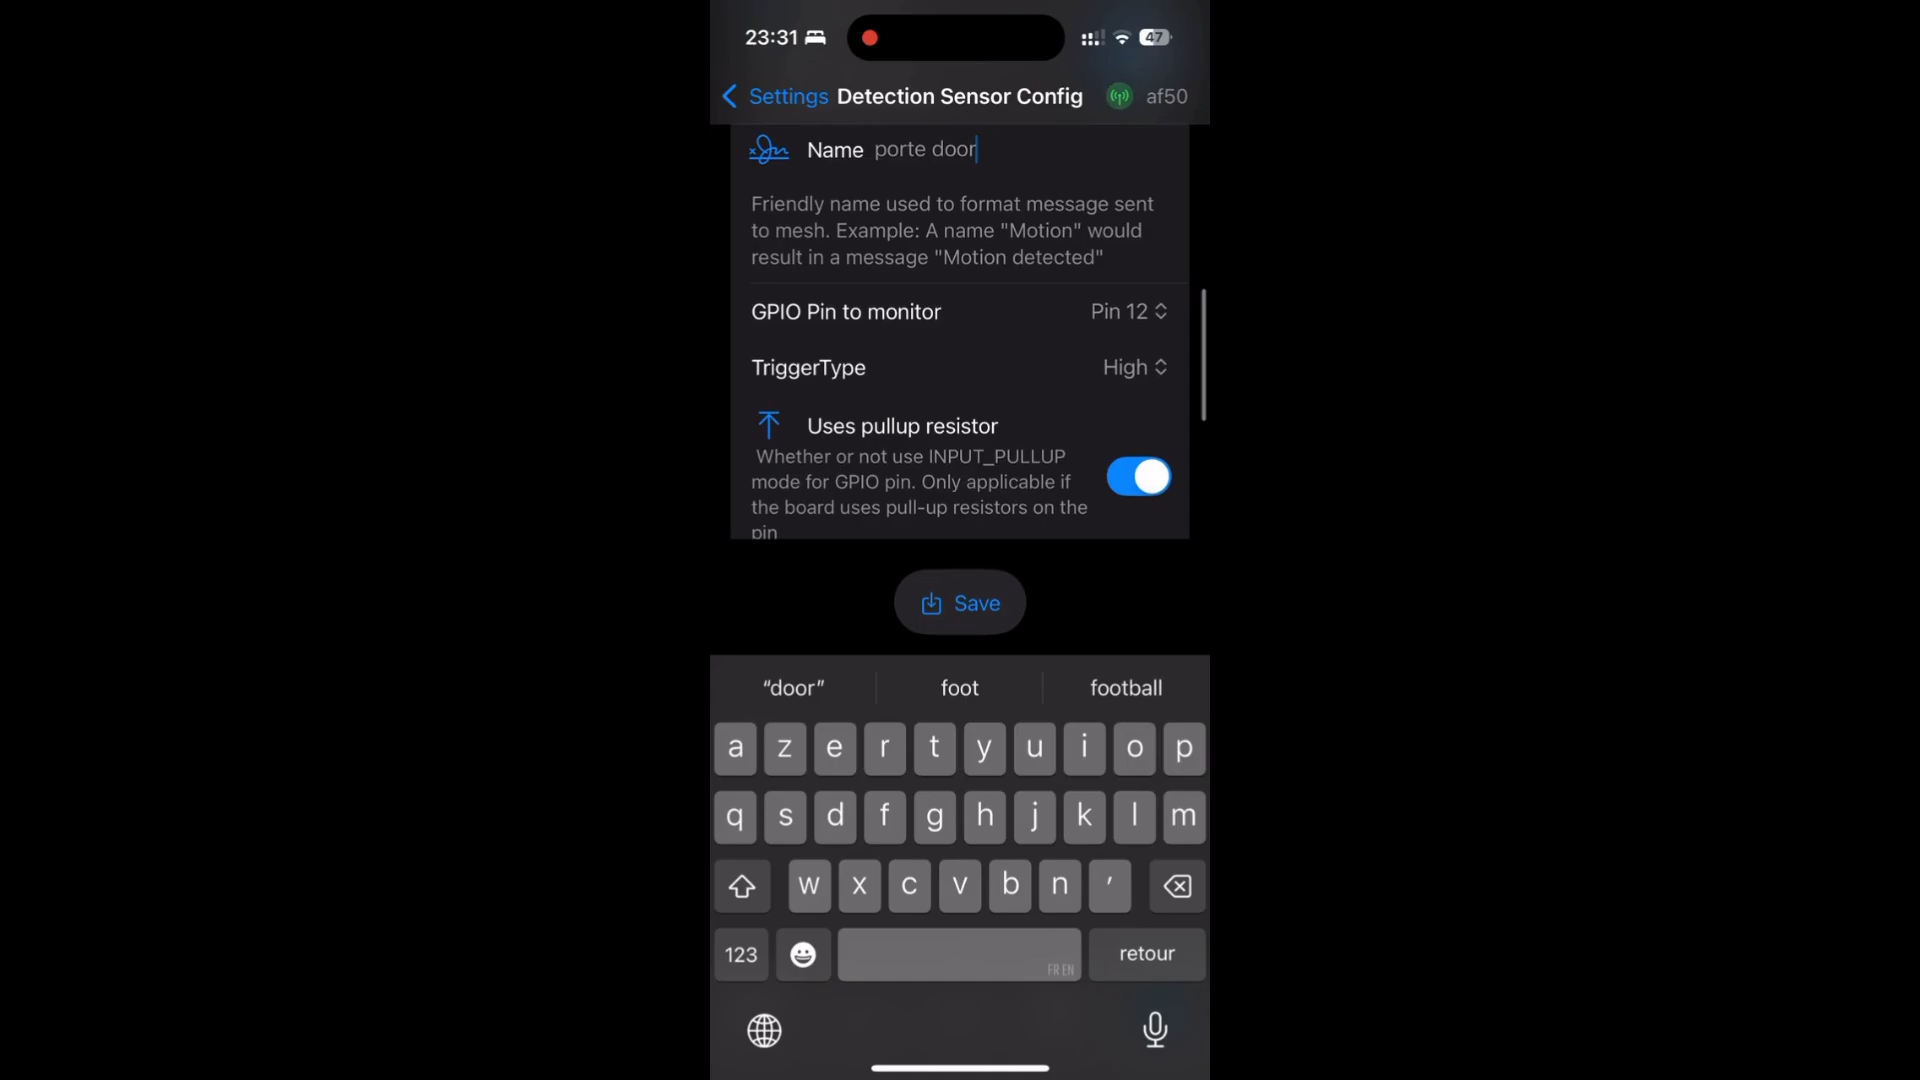 23:31 47
Settings Detection Sensor Config af50
Name porte door
Friendly name used to format message sent
to mesh. Example: A name "Motion" would
result in a message "Motion detected"
GPIO Pin to monitor Pin 12
TriggerType High
Uses pullup resistor
Whether or not use INPUT_PULLUP
mode for GPIO pin. Only applicable if
the board uses pull-up resistors on the
pin
Save
“door” foot football
a z e r t y u i o p
q s d f g h j k l m
w x c v b n ′
123 FR EN retour